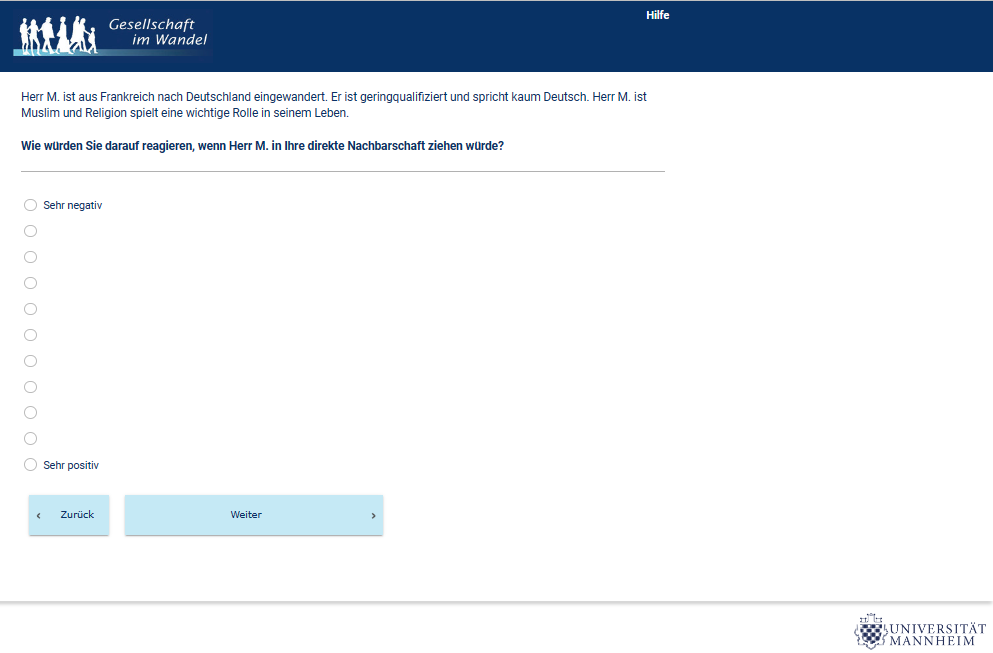 Gesellschaft
im Wandel
Hilfe
Herr M. ist aus Frankreich nach Deutschland eingewandert. Er ist geringqualifiziert und spricht kaum Deutsch. Herr M. ist
Muslim und Religion spielt eine wichtige Rolle in seinem Leben.
Wie würden Sie darauf reagieren, wenn Herr M. in Ihre direkte Nachbarschaft ziehen würde?
Sehr negativ
Sehr positiv
‹ Zurück
Weiter ›
UNIVERSITÄT
MANNHEIM